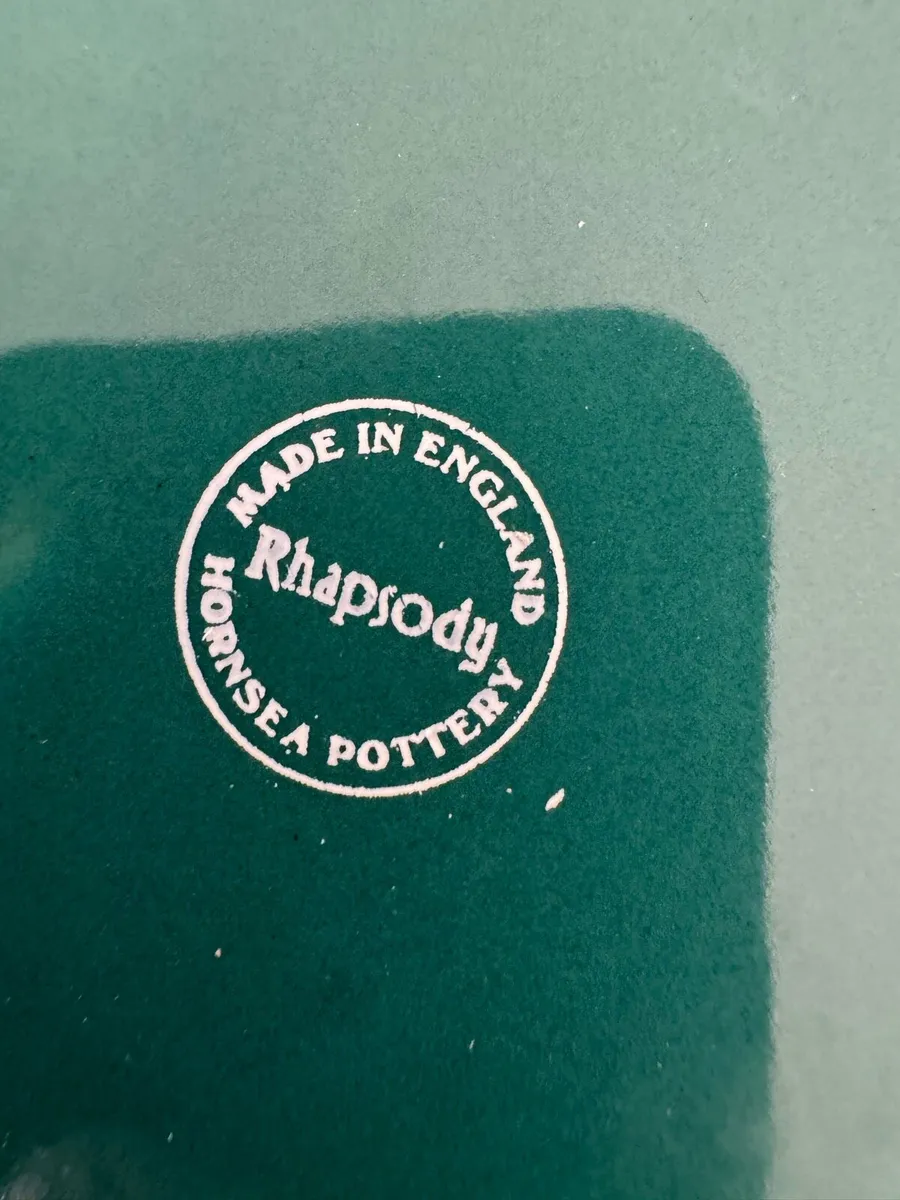 MADE IN ENGLAND
Rhapsody
HORNSEA POTTERY